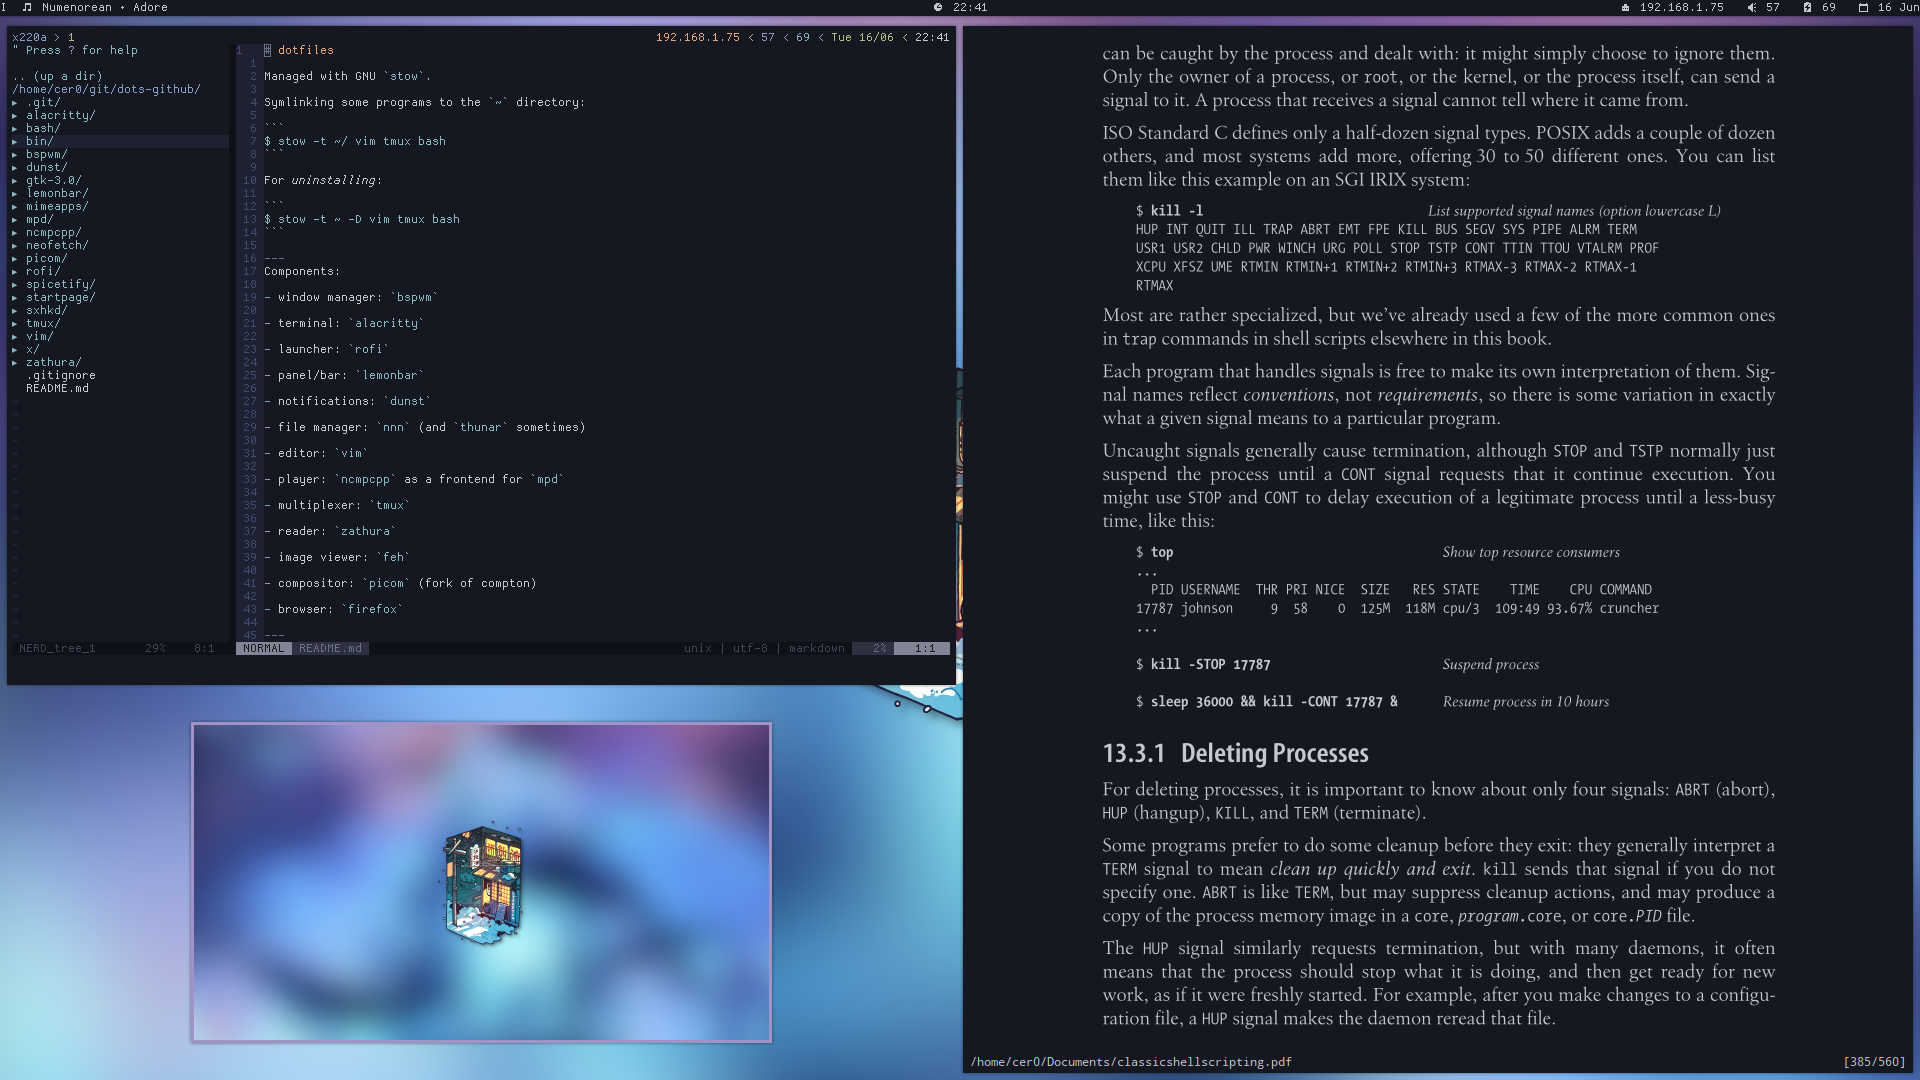 I Numenorean · Adore 22:41 192.168.1.75 57 69 16 Jun
x220a > 1 192.168.1.75 < 57 < 69 < Tue 16/06 < 22:41
" Press ? for help
.. (up a dir)
/home/cer0/git/dots-github/
▸ .git/
▸ alacritty/
▸ bash/
▸ bin/
▸ bspwm/
▸ dunst/
▸ gtk-3.0/
▸ lemonbar/
▸ mimeapps/
▸ mpd/
▸ ncmpcpp/
▸ neofetch/
▸ picom/
▸ rofi/
▸ spicetify/
▸ startpage/
▸ sxhkd/
▸ tmux/
▸ vim/
▸ x/
▸ zathura/
.gitignore
README.md
NERD_tree_1 29% 8:1
1 # dotfiles
1
2 Managed with GNU `stow`.
3
4 Symlinking some programs to the `~` directory:
5
6 ```
7 $ stow -t ~/ vim tmux bash
8 ```
9
10 For uninstalling:
11
12 ```
13 $ stow -t ~ -D vim tmux bash
14 ```
15
16 ---
17 Components:
18
19 - window manager: `bspwm`
20
21 - terminal: `alacritty`
22
23 - launcher: `rofi`
24
25 - panel/bar: `lemonbar`
26
27 - notifications: `dunst`
28
29 - file manager: `nnn` (and `thunar` sometimes)
30
31 - editor: `vim`
32
33 - player: `ncmpcpp` as a frontend for `mpd`
34
35 - multiplexer: `tmux`
36
37 - reader: `zathura`
38
39 - image viewer: `feh`
40
41 - compositor: `picom` (fork of compton)
42
43 - browser: `firefox`
44
45 ---
NORMAL README.md unix | utf-8 | markdown 2% 1:1
can be caught by the process and dealt with: it might simply choose to ignore them.
Only the owner of a process, or root, or the kernel, or the process itself, can send a
signal to it. A process that receives a signal cannot tell where it came from.
ISO Standard C defines only a half-dozen signal types. POSIX adds a couple of dozen
others, and most systems add more, offering 30 to 50 different ones. You can list
them like this example on an SGI IRIX system:
$ kill -l List supported signal names (option lowercase L)
HUP INT QUIT ILL TRAP ABRT EMT FPE KILL BUS SEGV SYS PIPE ALRM TERM
USR1 USR2 CHLD PWR WINCH URG POLL STOP TSTP CONT TTIN TTOU VTALRM PROF
XCPU XFSZ UME RTMIN RTMIN+1 RTMIN+2 RTMIN+3 RTMAX-3 RTMAX-2 RTMAX-1
RTMAX
Most are rather specialized, but we've already used a few of the more common ones
in trap commands in shell scripts elsewhere in this book.
Each program that handles signals is free to make its own interpretation of them. Sig-
nal names reflect conventions, not requirements, so there is some variation in exactly
what a given signal means to a particular program.
Uncaught signals generally cause termination, although STOP and TSTP normally just
suspend the process until a CONT signal requests that it continue execution. You
might use STOP and CONT to delay execution of a legitimate process until a less-busy
time, like this:
$ top Show top resource consumers
...
PID USERNAME THR PRI NICE SIZE RES STATE TIME CPU COMMAND
17787 johnson 9 58 0 125M 118M cpu/3 109:49 93.67% cruncher
...
$ kill -STOP 17787 Suspend process
$ sleep 36000 && kill -CONT 17787 & Resume process in 10 hours
13.3.1 Deleting Processes
For deleting processes, it is important to know about only four signals: ABRT (abort),
HUP (hangup), KILL, and TERM (terminate).
Some programs prefer to do some cleanup before they exit: they generally interpret a
TERM signal to mean clean up quickly and exit. kill sends that signal if you do not
specify one. ABRT is like TERM, but may suppress cleanup actions, and may produce a
copy of the process memory image in a core, program.core, or core.PID file.
The HUP signal similarly requests termination, but with many daemons, it often
means that the process should stop what it is doing, and then get ready for new
work, as if it were freshly started. For example, after you make changes to a configu-
ration file, a HUP signal makes the daemon reread that file.
/home/cer0/Documents/classicshellscripting.pdf [385/560]